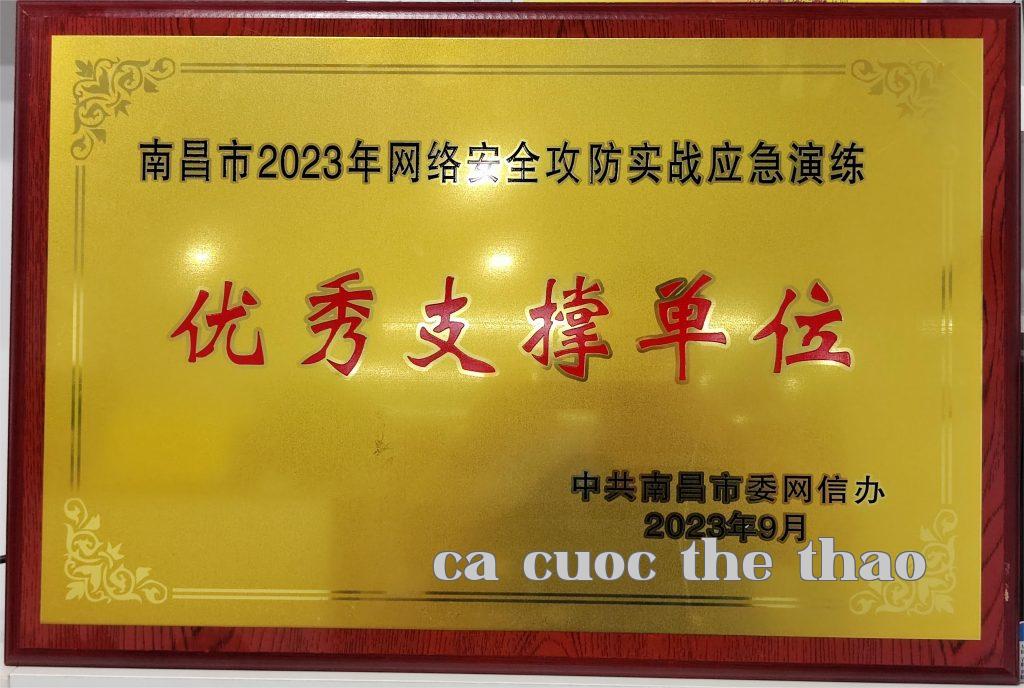 南昌市2023年网络安全攻防实战应急演练
优秀支撑单位
中共南昌市委网信办
2023年9月
ca cuoc the thao